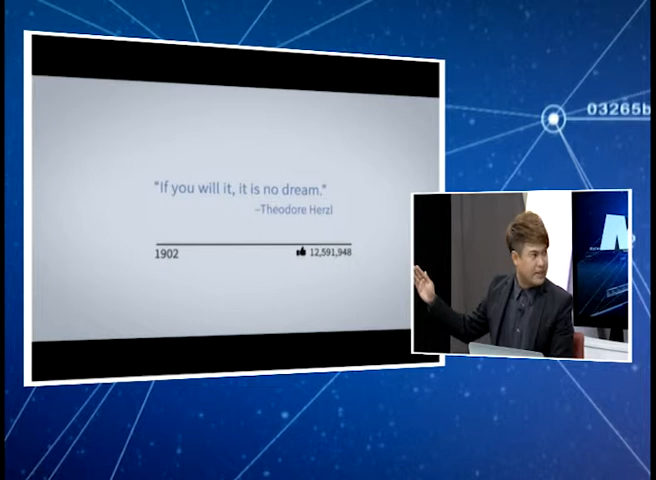 03265b
"If you will it, it is no dream."
–Theodore Herzl
1902
12,591,948